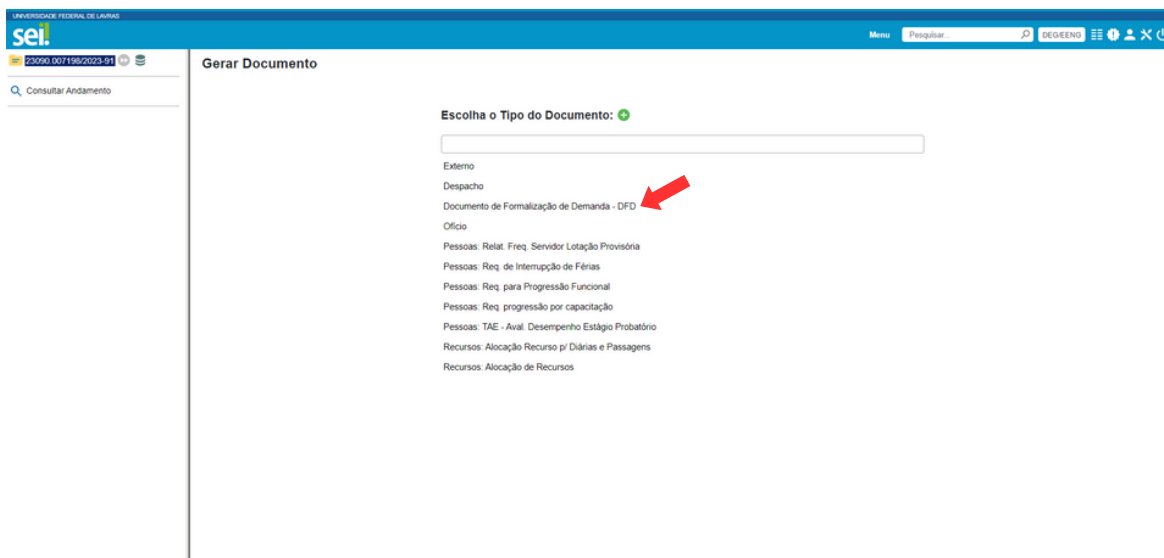 UNIVERSIDADE FEDERAL DE LAVRAS
sei!
Menu Pesquisar... DEG/EENG
23090.007198/2023-91
Consultar Andamento
Gerar Documento
Escolha o Tipo do Documento:
Externo
Despacho
Documento de Formalização de Demanda - DFD
Ofício
Pessoas: Relat. Freq. Servidor Lotação Provisória
Pessoas: Req. de Interrupção de Férias
Pessoas: Req. para Progressão Funcional
Pessoas: Req. progressão por capacitação
Pessoas: TAE - Aval. Desempenho Estágio Probatório
Recursos: Alocação Recurso p/ Diárias e Passagens
Recursos: Alocação de Recursos